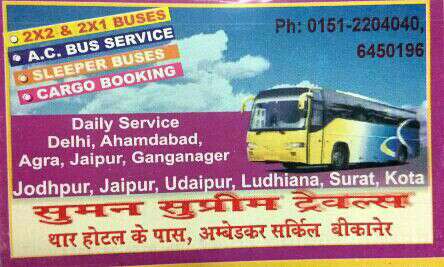 2X2 & 2X1 BUSES
A.C. BUS SERVICE
SLEEPER BUSES
CARGO BOOKING
Ph: 0151-2204040,
6450196
Daily Service
Delhi, Ahamdabad,
Agra, Jaipur, Ganganager
Jodhpur, Jaipur, Udaipur, Ludhiana, Surat, Kota
सुमन सुप्रीम ट्रेवल्स
थार होटल के पास, अम्बेडकर सर्किल बीकानेर